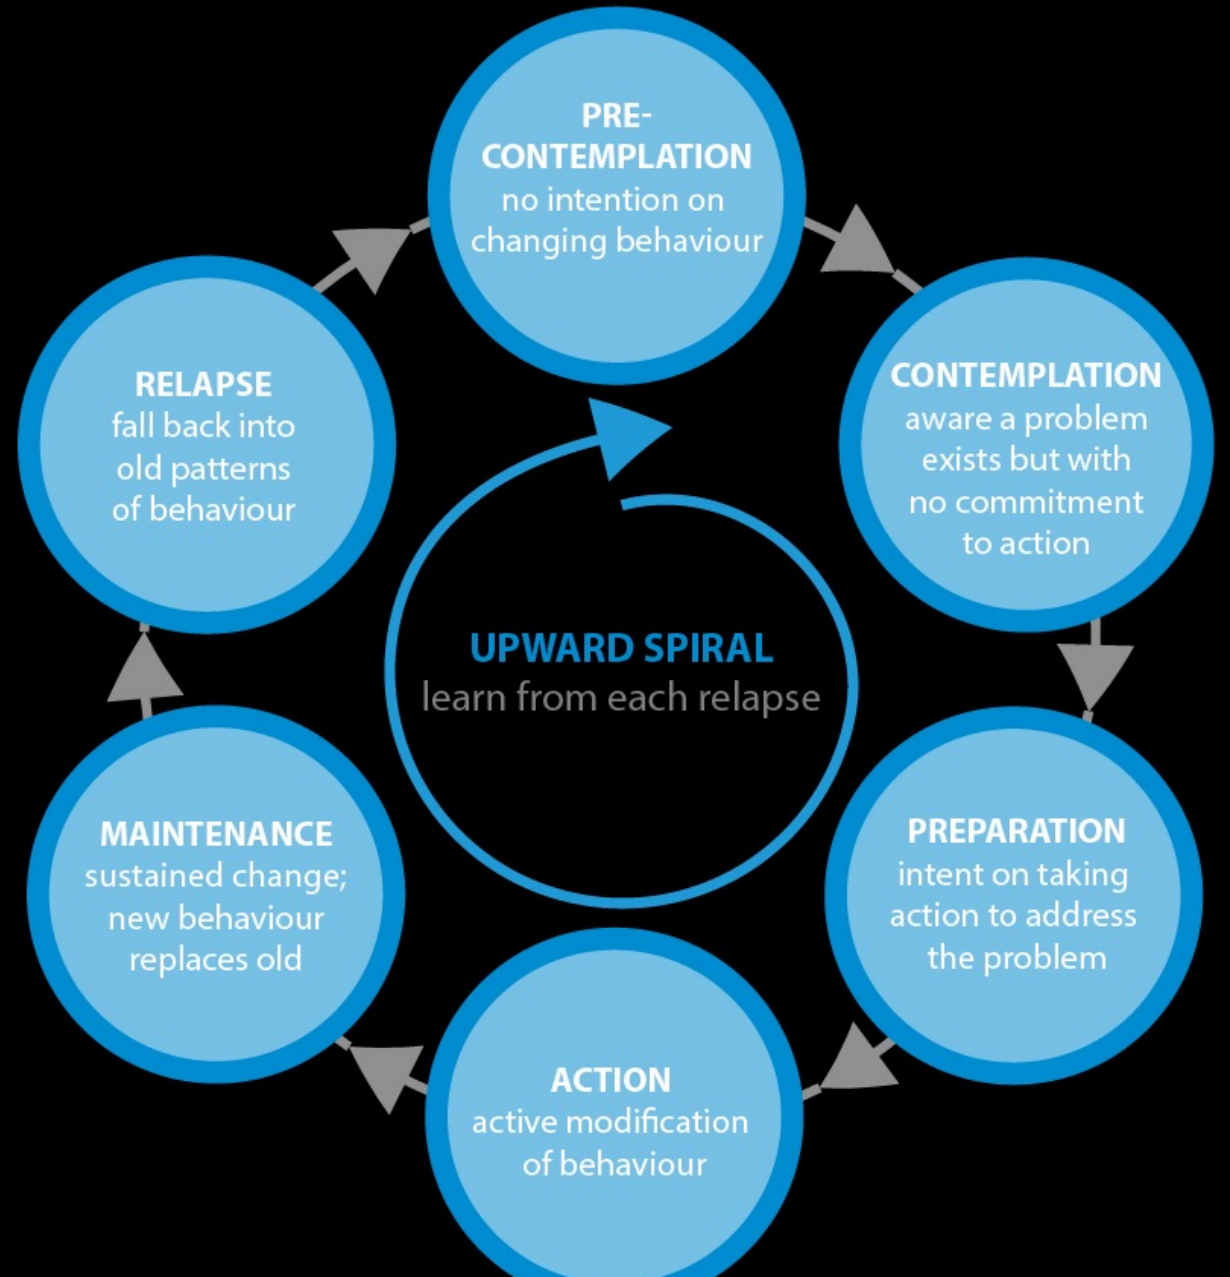 PRE-
CONTEMPLATION
no intention on
changing behaviour
CONTEMPLATION
aware a problem
exists but with
no commitment
to action
PREPARATION
intent on taking
action to address
the problem
ACTION
active modification
of behaviour
MAINTENANCE
sustained change;
new behaviour
replaces old
RELAPSE
fall back into
old patterns
of behaviour
UPWARD SPIRAL
learn from each relapse